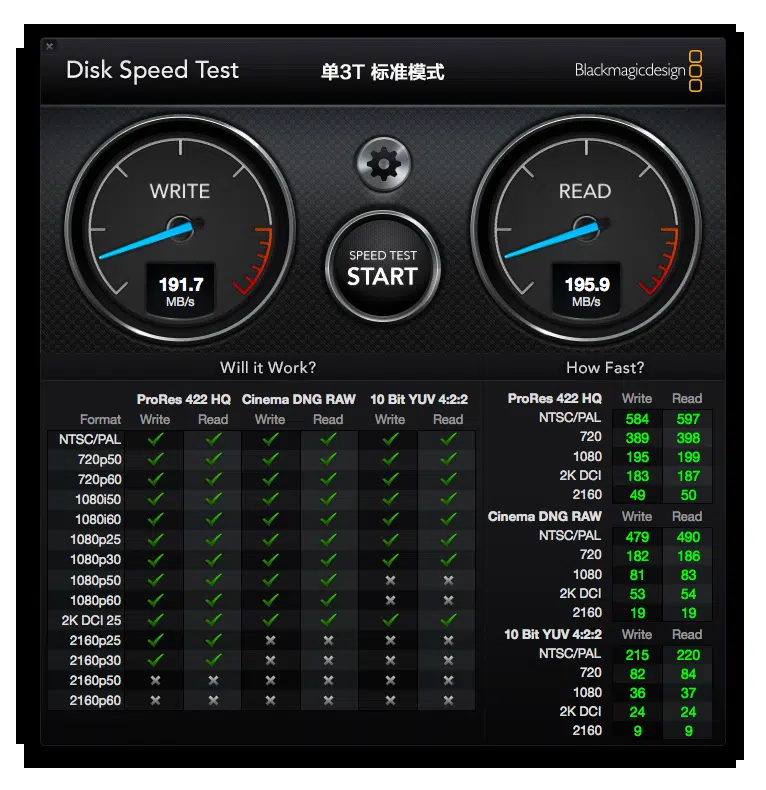 Disk Speed Test
单3T 标准模式
Blackmagicdesign
WRITE
191.7
MB/s
SPEED TEST
START
READ
195.9
MB/s
Will it Work?
ProRes 422 HQ Cinema DNG RAW 10 Bit YUV 4:2:2
Format Write Read Write Read Write Read
NTSC/PAL
720p50
720p60
1080i50
1080i60
1080p25
1080p30
1080p50
1080p60
2K DCI 25
2160p25
2160p30
2160p50
2160p60
How Fast?
ProRes 422 HQ Write Read
NTSC/PAL 584 597
720 389 398
1080 195 199
2K DCI 183 187
2160 49 50
Cinema DNG RAW Write Read
NTSC/PAL 479 490
720 182 186
1080 81 83
2K DCI 53 54
2160 19 19
10 Bit YUV 4:2:2 Write Read
NTSC/PAL 215 220
720 82 84
1080 36 37
2K DCI 24 24
2160 9 9